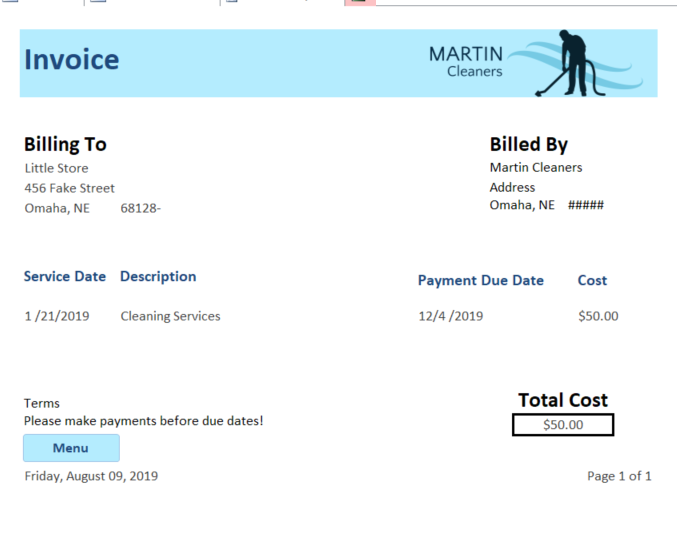 Invoice
MARTIN
Cleaners
Billing To
Little Store
456 Fake Street
Omaha, NE 68128-
Billed By
Martin Cleaners
Address
Omaha, NE #####
Service Date Description Payment Due Date Cost
1 /21/2019 Cleaning Services 12/4 /2019 $50.00
Terms
Please make payments before due dates!
Menu
Total Cost
$50.00
Friday, August 09, 2019 Page 1 of 1